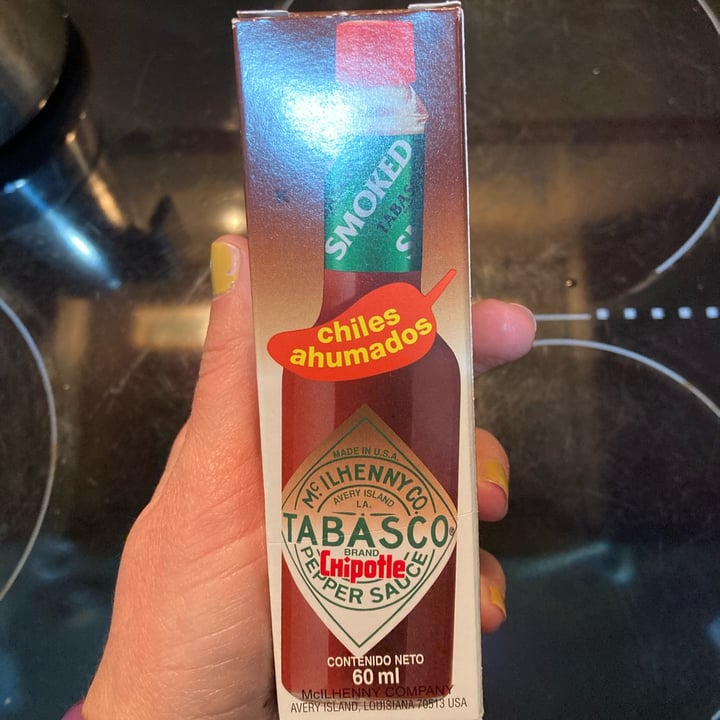 SMOKED
TABAS
S
chiles
ahumados
MADE IN U.S.A.
McILHENNY CO.
AVERY ISLAND
LA.
TABASCO®
BRAND
CHipotle
PEPPER SAUCE
CONTENIDO NETO
60 ml
McILHENNY COMPANY
AVERY ISLAND, LOUISIANA 70513 USA